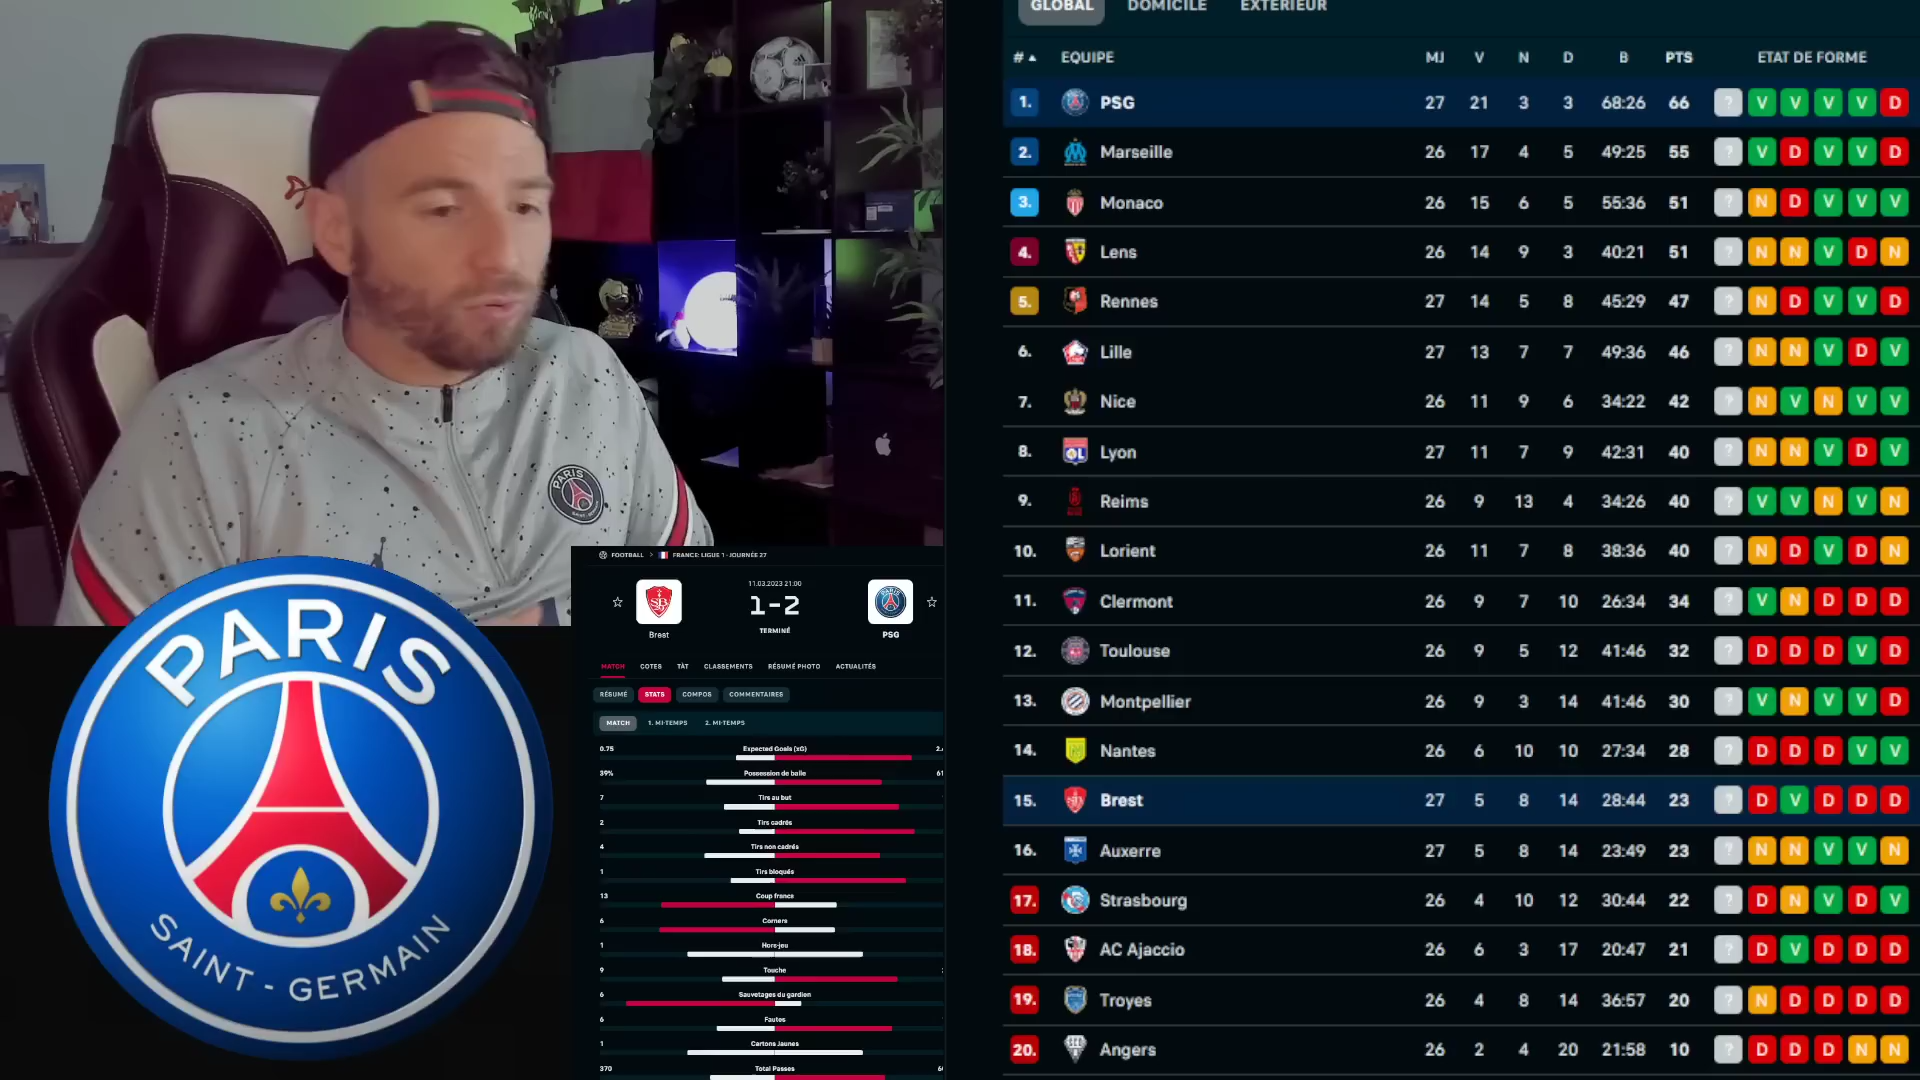 GLOBAL DOMICILE EXTÉRIEUR
# EQUIPE MJ V N D B PTS ETAT DE FORME
1. PSG 27 21 3 3 68:26 66 ? V V V V D
2. Marseille 26 17 4 5 49:25 55 ? V D V V D
3. Monaco 26 15 6 5 55:36 51 ? N D V V V
4. Lens 26 14 9 3 40:21 51 ? N N V D N
5. Rennes 27 14 5 8 45:29 47 ? N D V V D
6. Lille 27 13 7 7 49:36 46 ? N N V D V
7. Nice 26 11 9 6 34:22 42 ? N V N V V
8. Lyon 27 11 7 9 42:31 40 ? N N V D V
9. Reims 26 9 13 4 34:26 40 ? V V N V N
10. Lorient 26 11 7 8 38:36 40 ? N D V D N
11. Clermont 26 9 7 10 26:34 34 ? V N D D D
12. Toulouse 26 9 5 12 41:46 32 ? D D D V D
13. Montpellier 26 9 3 14 41:46 30 ? V N V V D
14. Nantes 26 6 10 10 27:34 28 ? D D D V V
15. Brest 27 5 8 14 28:44 23 ? D V D D D
16. Auxerre 27 5 8 14 23:49 23 ? N N V V N
17. Strasbourg 26 4 10 12 30:44 22 ? D N V D V
18. AC Ajaccio 26 6 3 17 20:47 21 ? D V D D D
19. Troyes 26 4 8 14 36:57 20 ? N D D D D
20. Angers 26 2 4 20 21:58 10 ? D D D N N
PARIS
SAINT-GERMAIN
PARIS
SAINT-GERMAIN
FOOTBALL > FRANCE: LIGUE 1 - JOURNÉE 27
11.03.2023 21:00
1-2
TERMINÉ
Brest PSG
MATCH COTES TÀT CLASSEMENTS RÉSUMÉ PHOTO ACTUALITÉS
RÉSUMÉ STATS COMPOS COMMENTAIRES
MATCH 1. MI-TEMPS 2. MI-TEMPS
0.75 Expected Goals (xG) 2.
39% Possession de balle 61
7 Tirs au but
2 Tirs cadrés
4 Tirs non cadrés
1 Tirs bloqués
13 Coup francs
6 Corners
1 Hors-jeu
9 Touche
6 Sauvetages du gardien
6 Fautes
1 Cartons Jaunes
370 Total Passes